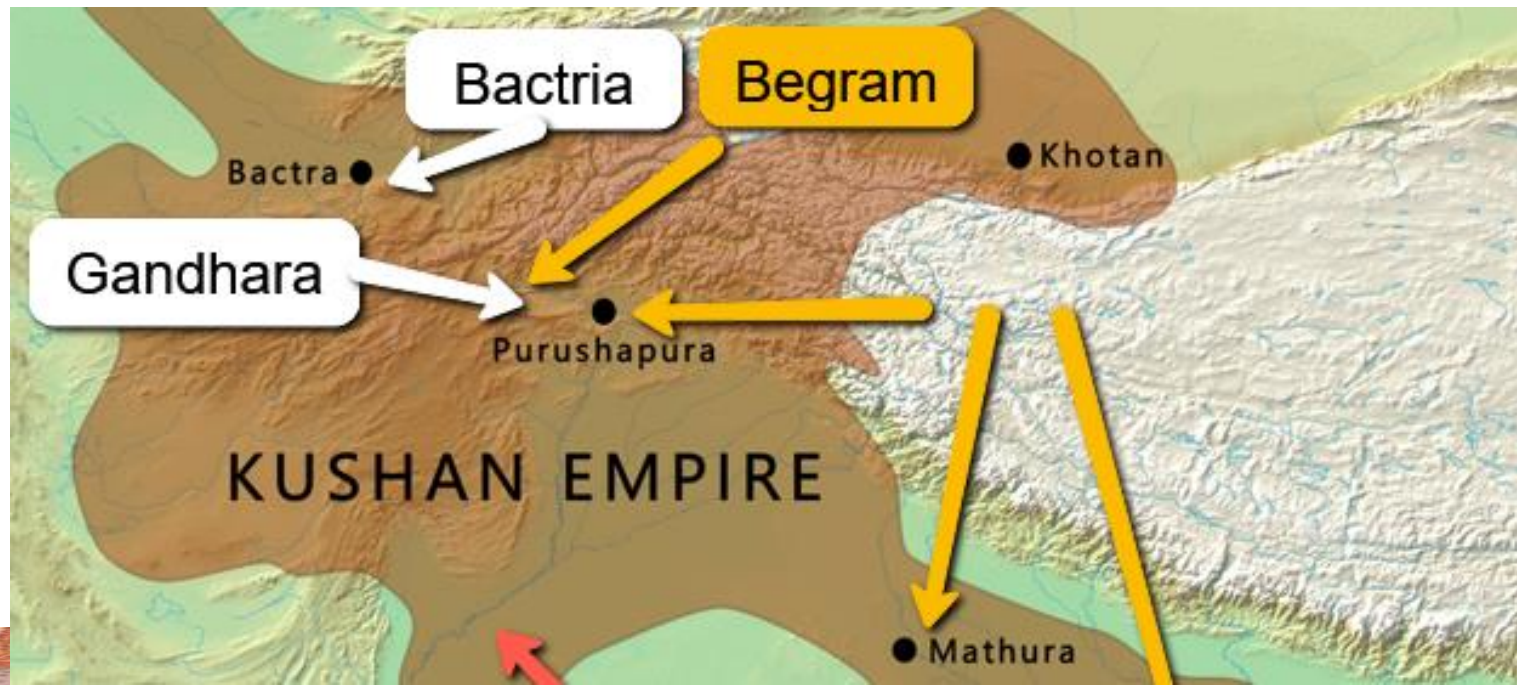 Bactria
Begram
Bactra
Khotan
Gandhara
Purushapura
KUSHAN EMPIRE
Mathura